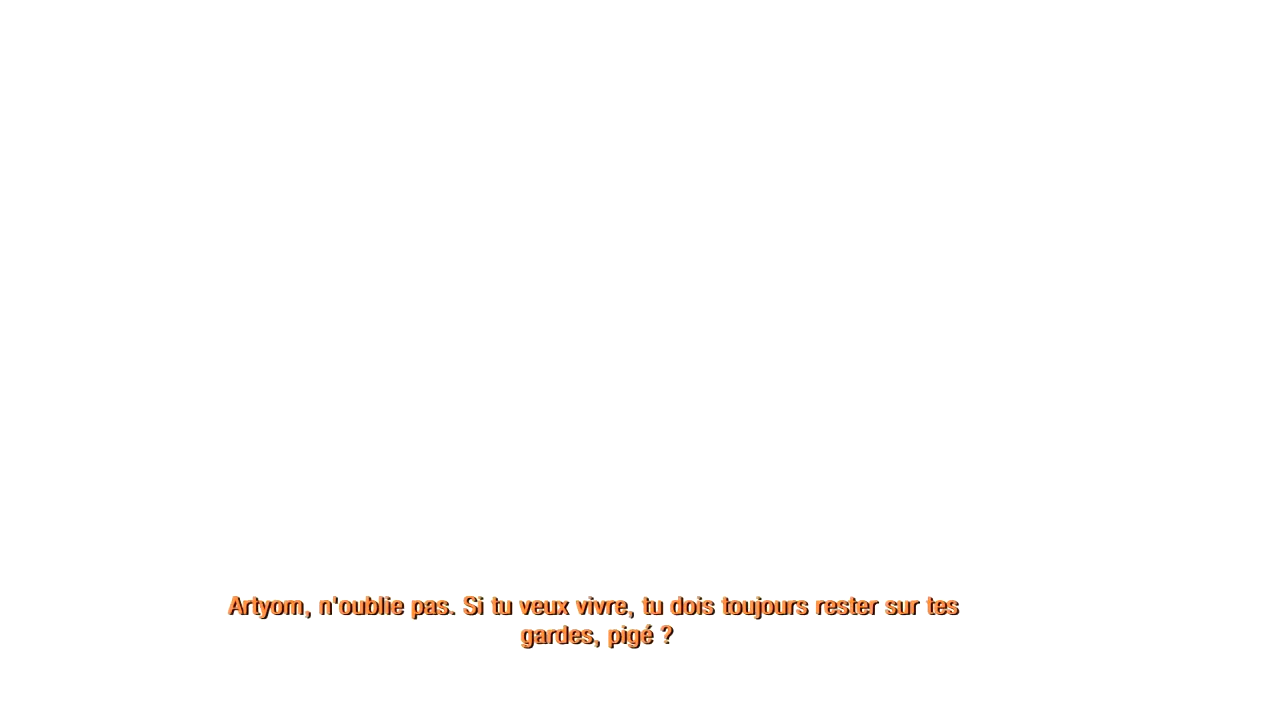 Artyom, n'oublie pas. Si tu veux vivre, tu dois toujours rester sur tes
gardes, pigé ?